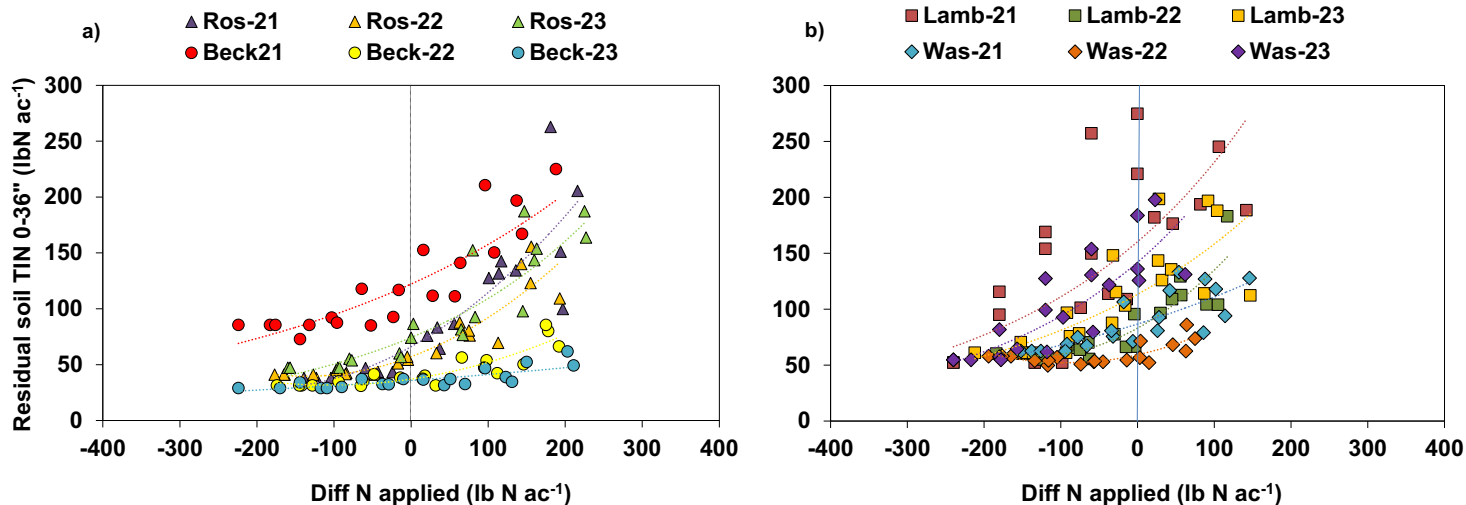 a)
Ros-21 Ros-22 Ros-23
Beck21 Beck-22 Beck-23
Residual soil TIN 0-36" (lbN ac-1)
300
250
200
150
100
50
0
-400 -300 -200 -100 0 100 200 300 400
Diff N applied (lb N ac-1)
b)
Lamb-21 Lamb-22 Lamb-23
Was-21 Was-22 Was-23
300
250
200
150
100
50
0
-400 -300 -200 -100 0 100 200 300 400
Diff N applied (lb N ac-1)